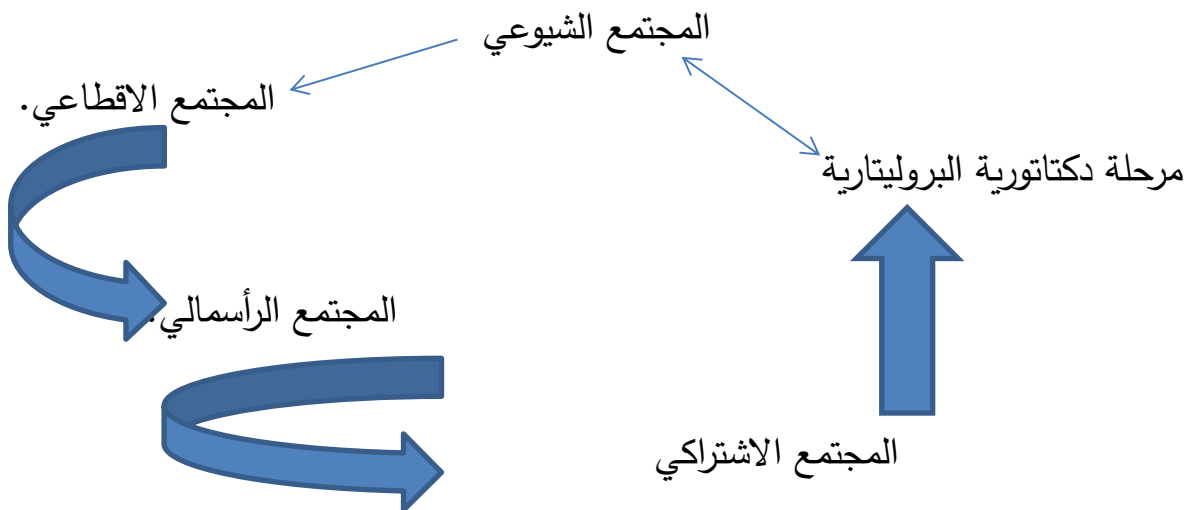 المجتمع الشيوعي
المجتمع الاقطاعي.
مرحلة دكتاتورية البروليتارية
المجتمع الرأسمالي.
المجتمع الاشتراكي